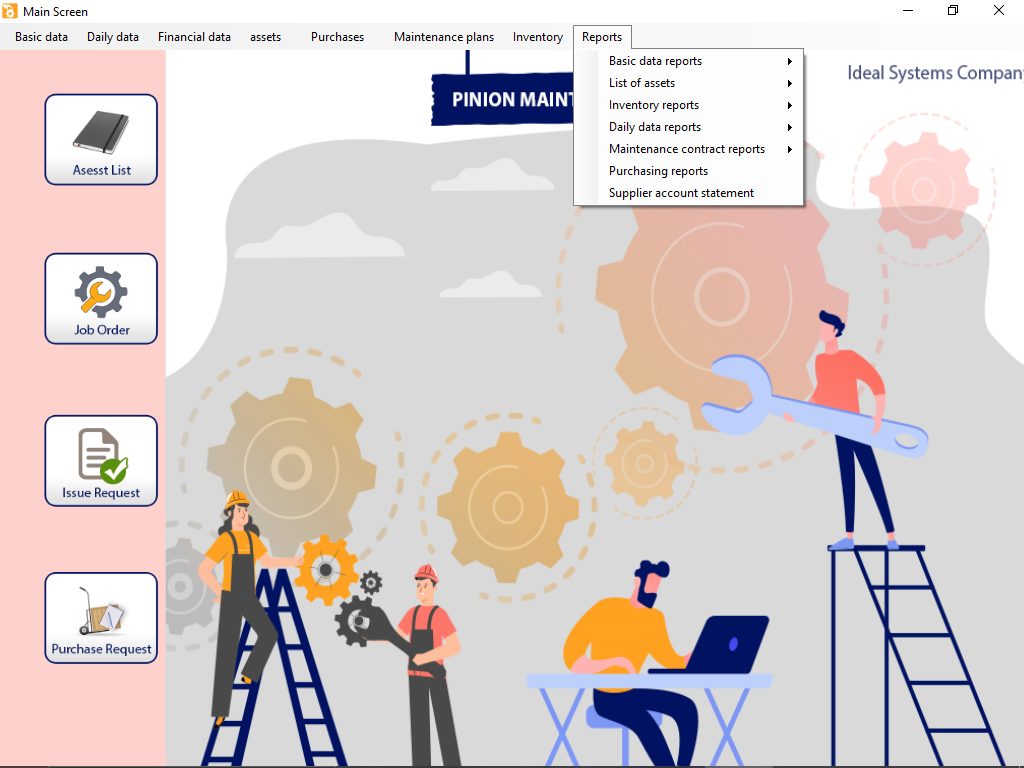 Main Screen
Basic data Daily data Financial data assets Purchases Maintenance plans Inventory Reports
Basic data reports
List of assets
Inventory reports
Daily data reports
Maintenance contract reports
Purchasing reports
Supplier account statement
PINION MAINT
Ideal Systems Company
Asesst List
Job Order
Issue Request
Purchase Request